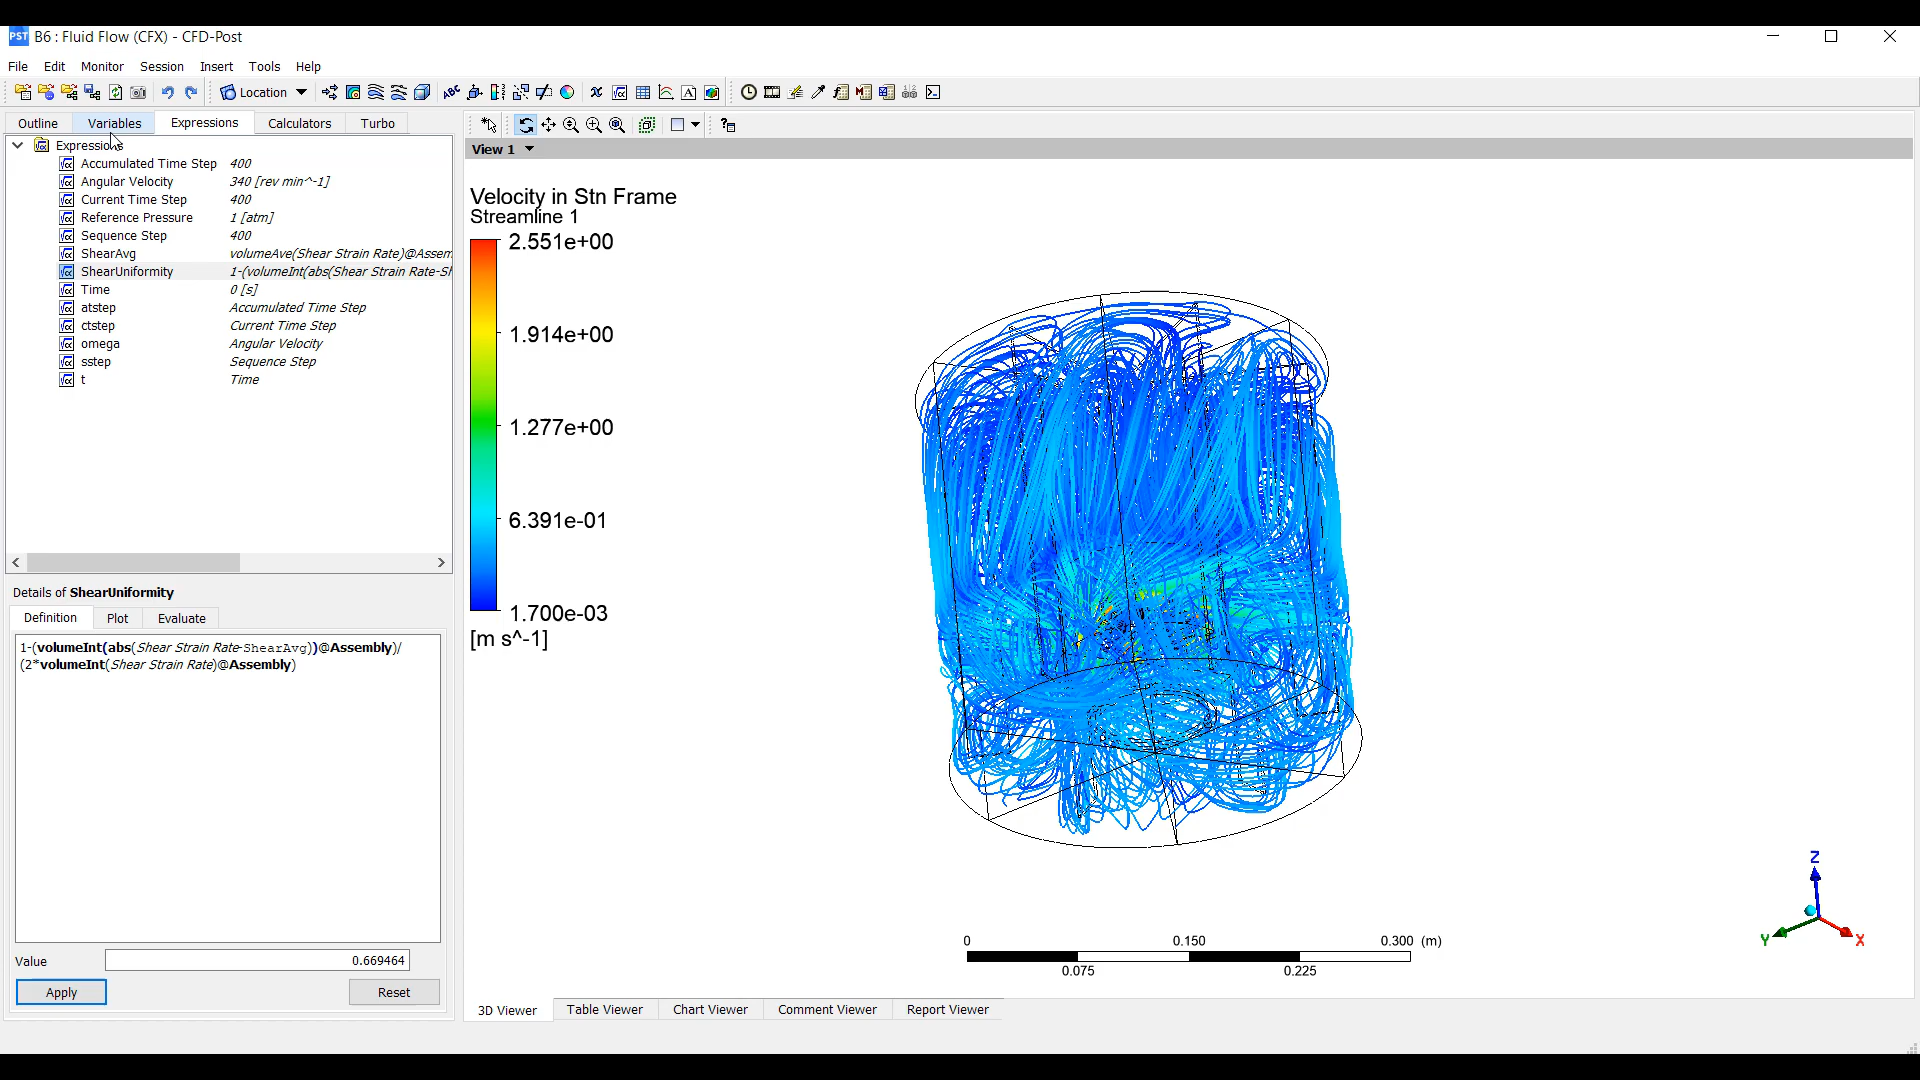 PST B6 : Fluid Flow (CFX) - CFD-Post
File Edit Monitor Session Insert Tools Help
Location
Outline Variables Expressions Calculators Turbo
Expressions
Accumulated Time Step 400
Angular Velocity 340 [rev min^-1]
Current Time Step 400
Reference Pressure 1 [atm]
Sequence Step 400
ShearAvg volumeAve(Shear Strain Rate)@Assem
ShearUniformity 1-(volumeInt(abs(Shear Strain Rate-Sh
Time 0 [s]
atstep Accumulated Time Step
ctstep Current Time Step
omega Angular Velocity
sstep Sequence Step
t Time
Details of ShearUniformity
Definition Plot Evaluate
1-(volumeInt(abs(Shear Strain Rate-ShearAvg))@Assembly)/
(2*volumeInt(Shear Strain Rate)@Assembly)
Value 0.669464
Apply Reset
View 1
Velocity in Stn Frame
Streamline 1
2.551e+00
1.914e+00
1.277e+00
6.391e-01
1.700e-03
[m s^-1]
Z
Y X
0 0.150 0.300 (m)
0.075 0.225
3D Viewer Table Viewer Chart Viewer Comment Viewer Report Viewer